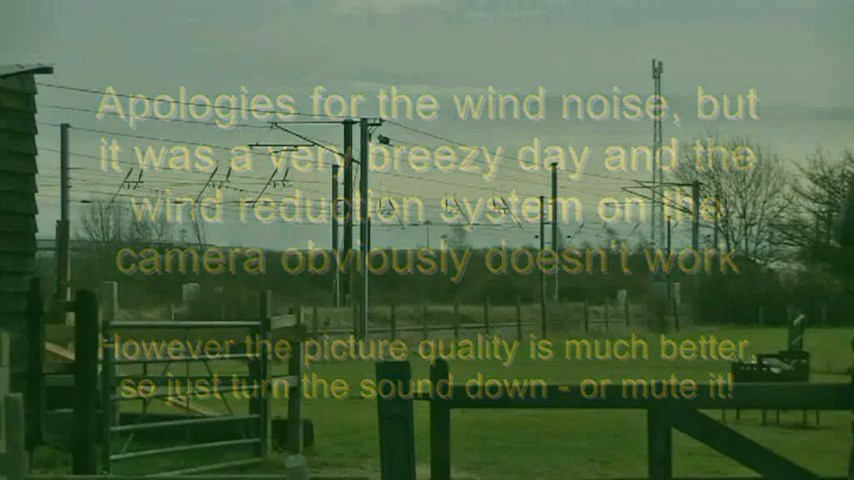 Apologies for the wind noise, but
it was a very breezy day and the
wind reduction system on the
camera obviously doesn't work
However the picture quality is much better,
so just turn the sound down - or mute it!